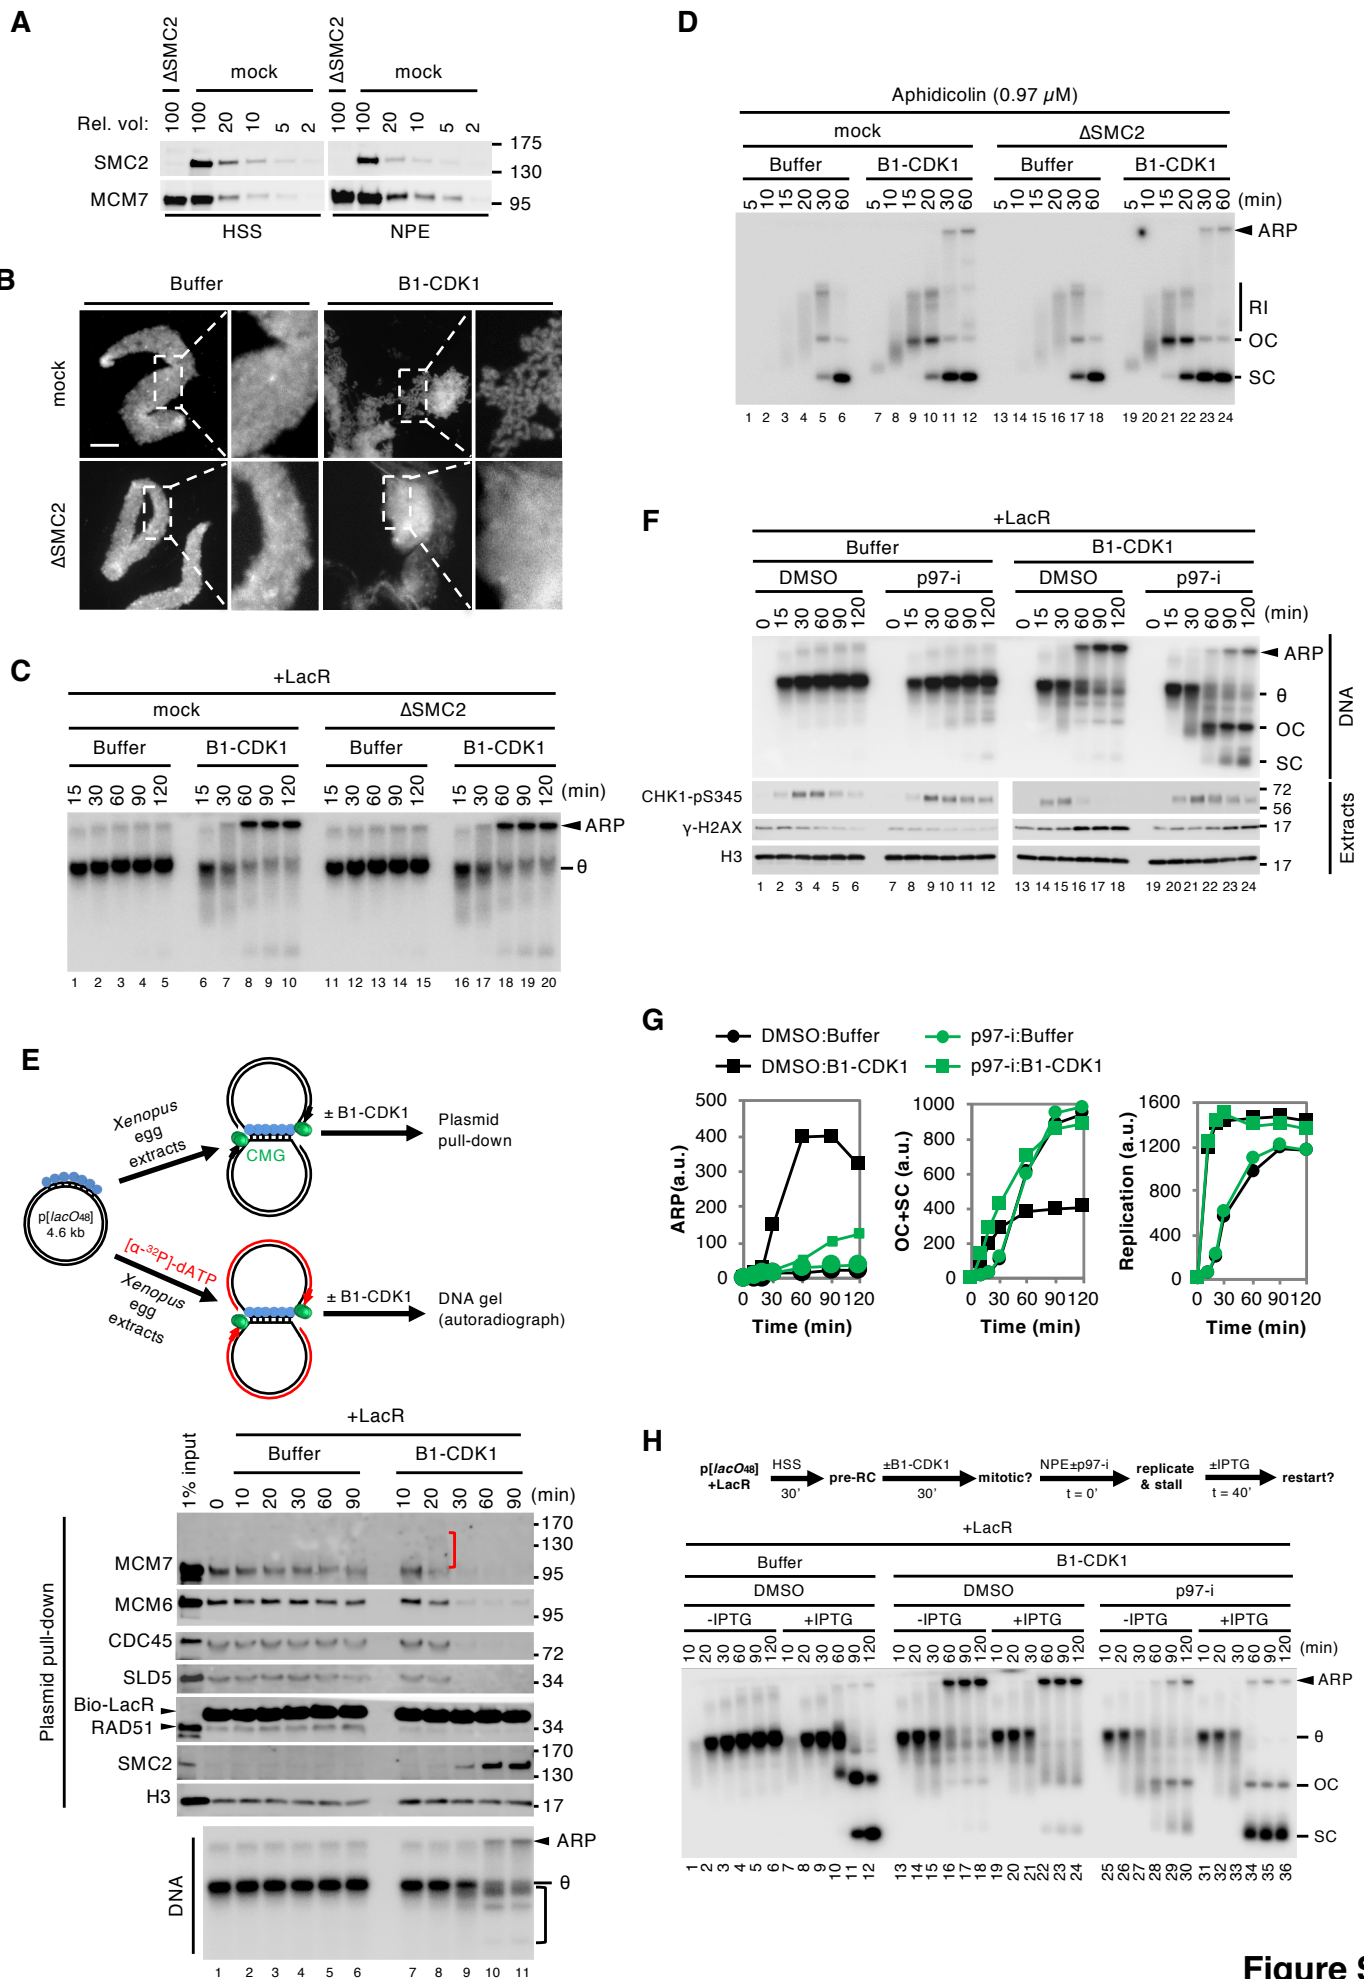 A
ΔSMC2 mock ΔSMC2 mock
Rel. vol: 100 100 20 10 5 2 100 100 20 10 5 2
SMC2
175
130
MCM7
95
HSS NPE
B
Buffer B1-CDK1
mock
ΔSMC2
C
+LacR
mock ΔSMC2
Buffer B1-CDK1 Buffer B1-CDK1
15 30 60 90 120 15 30 60 90 120 15 30 60 90 120 15 30 60 90 120 (min)
ARP
θ
1 2 3 4 5 6 7 8 9 10 11 12 13 14 15 16 17 18 19 20
D
Aphidicolin (0.97 µM)
mock ΔSMC2
Buffer B1-CDK1 Buffer B1-CDK1
5 10 15 20 30 60 5 10 15 20 30 60 5 10 15 20 30 60 5 10 15 20 30 60 (min)
ARP
RI
OC
SC
1 2 3 4 5 6 7 8 9 10 11 12 13 14 15 16 17 18 19 20 21 22 23 24
E
p[lacO48]
4.6 kb
Xenopus
egg
extracts
CMG
± B1-CDK1
Plasmid
pull-down
[α-32P]-dATP
Xenopus
egg
extracts
± B1-CDK1
DNA gel
(autoradiograph)
+LacR
Buffer B1-CDK1
1% input 0 10 20 30 60 90 10 20 30 60 90 (min)
Plasmid pull-down
170
130
MCM7
95
MCM6
95
CDC45
72
SLD5
34
Bio-LacR
RAD51
34
170
SMC2
130
H3
17
DNA
ARP
θ
1 2 3 4 5 6 7 8 9 10 11
F
+LacR
Buffer B1-CDK1
DMSO p97-i DMSO p97-i
0 15 30 60 90 120 0 15 30 60 90 120 0 15 30 60 90 120 0 15 30 60 90 120 (min)
ARP
θ
OC
SC
DNA
CHK1-pS345
72
56
γ-H2AX
17
H3
17
Extracts
1 2 3 4 5 6 7 8 9 10 11 12 13 14 15 16 17 18 19 20 21 22 23 24
G
DMSO:Buffer p97-i:Buffer
DMSO:B1-CDK1 p97-i:B1-CDK1
ARP(a.u.)
500
400
300
200
100
0
0 30 60 90 120
Time (min)
OC+SC (a.u.)
1000
800
600
400
200
0
0 30 60 90 120
Time (min)
Replication (a.u.)
1600
1200
800
400
0
0 30 60 90 120
Time (min)
H
p[lacO48]
+LacR
HSS
30'
pre-RC
±B1-CDK1
30'
mitotic?
NPE±p97-i
t = 0'
replicate
& stall
±IPTG
t = 40'
restart?
+LacR
Buffer B1-CDK1
DMSO DMSO p97-i
-IPTG +IPTG -IPTG +IPTG -IPTG +IPTG
10 20 30 60 90 120 10 20 30 60 90 120 10 20 30 60 90 120 10 20 30 60 90 120 10 20 30 60 90 120 10 20 30 60 90 120 (min)
ARP
θ
OC
SC
1 2 3 4 5 6 7 8 9 10 11 12 13 14 15 16 17 18 19 20 21 22 23 24 25 26 27 28 29 30 31 32 33 34 35 36
Figure